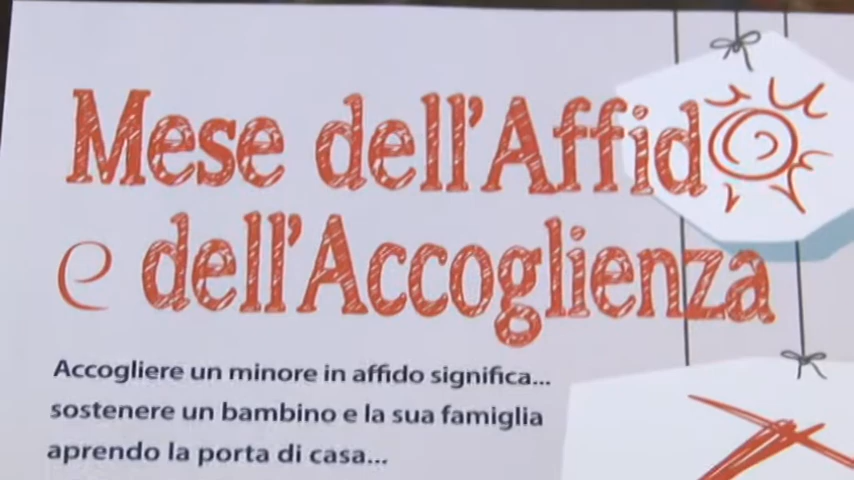 Mese dell'Affido
e dell'Accoglienza
Accogliere un minore in affido significa...
sostenere un bambino e la sua famiglia
aprendo la porta di casa...